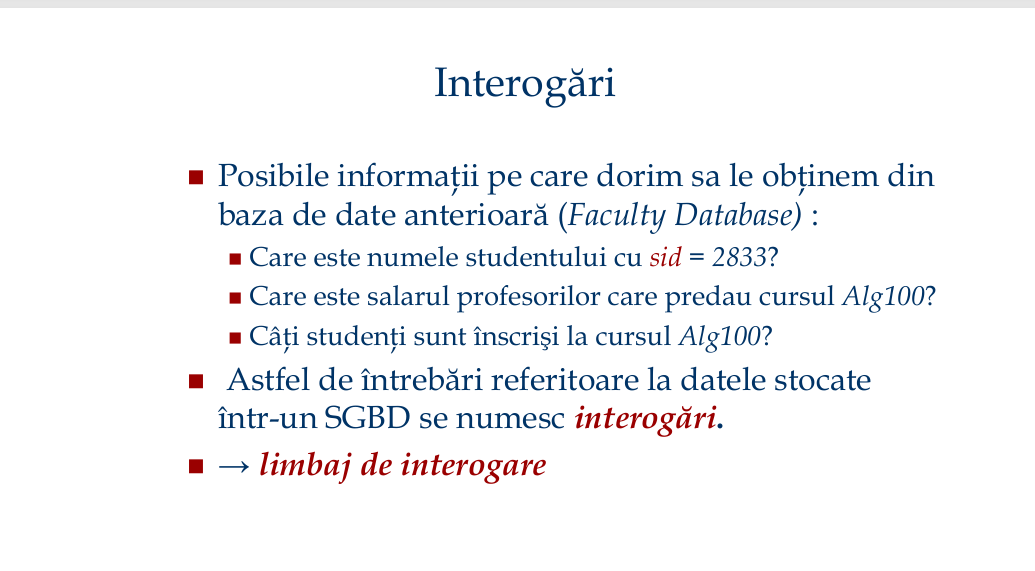 Interogări
Posibile informații pe care dorim sa le obținem din
baza de date anterioară (Faculty Database) :
Care este numele studentului cu sid = 2833?
Care este salarul profesorilor care predau cursul Alg100?
Câți studenți sunt înscrişi la cursul Alg100?
Astfel de întrebări referitoare la datele stocate
într-un SGBD se numesc interogări.
→ limbaj de interogare